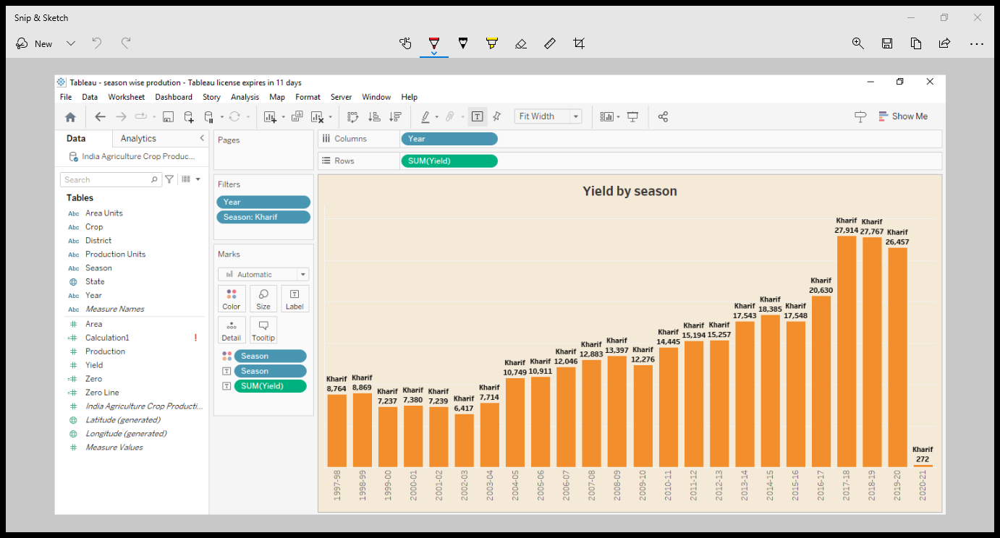 Snip & Sketch
New
Tableau - season wise prodution - Tableau license expires in 11 days
File Data Worksheet Dashboard Story Analysis Map Format Server Window Help
Fit Width
Show Me
Data Analytics
India Agriculture Crop Produc...
Search
Tables
Abc Area Units
Abc Crop
Abc District
Abc Production Units
Abc Season
State
Abc Year
Abc Measure Names
# Area
=# Calculation1 !
# Production
# Yield
=# Zero
=# Zero Line
# India Agriculture Crop Producti...
Latitude (generated)
Longitude (generated)
# Measure Values
Pages
Filters
Year
Season: Kharif
Marks
Automatic
Color Size Label
Detail Tooltip
Season
Season
SUM(Yield)
Columns Year
Rows SUM(Yield)
Yield by season
Kharif
8,764
Kharif
8,869
Kharif
7,237
Kharif
7,380
Kharif
7,239
Kharif
6,417
Kharif
7,714
Kharif
10,749
Kharif
10,911
Kharif
12,046
Kharif
12,883
Kharif
13,397
Kharif
12,276
Kharif
14,445
Kharif
15,194
Kharif
15,257
Kharif
17,543
Kharif
18,385
Kharif
17,548
Kharif
20,630
Kharif
27,914
Kharif
27,767
Kharif
26,457
Kharif
272
1997-98
1998-99
1999-00
2000-01
2001-02
2002-03
2003-04
2004-05
2005-06
2006-07
2007-08
2008-09
2009-10
2010-11
2011-12
2012-13
2013-14
2014-15
2015-16
2016-17
2017-18
2018-19
2019-20
2020-21